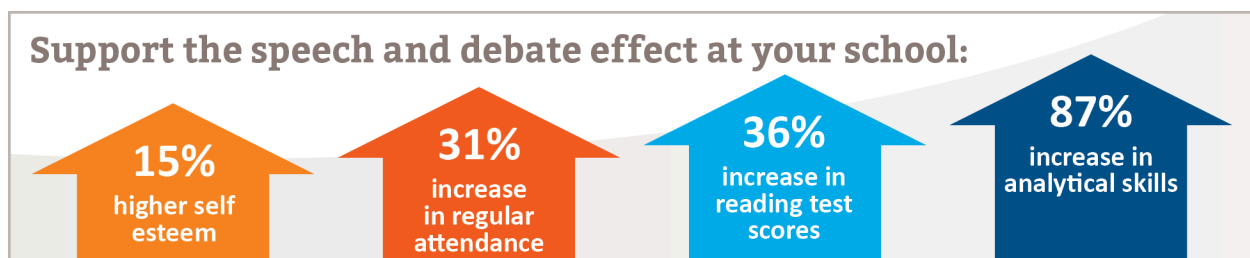 Support the speech and debate effect at your school:
15%
higher self
esteem
31%
increase
in regular
attendance
36%
increase in
reading test
scores
87%
increase in
analytical skills